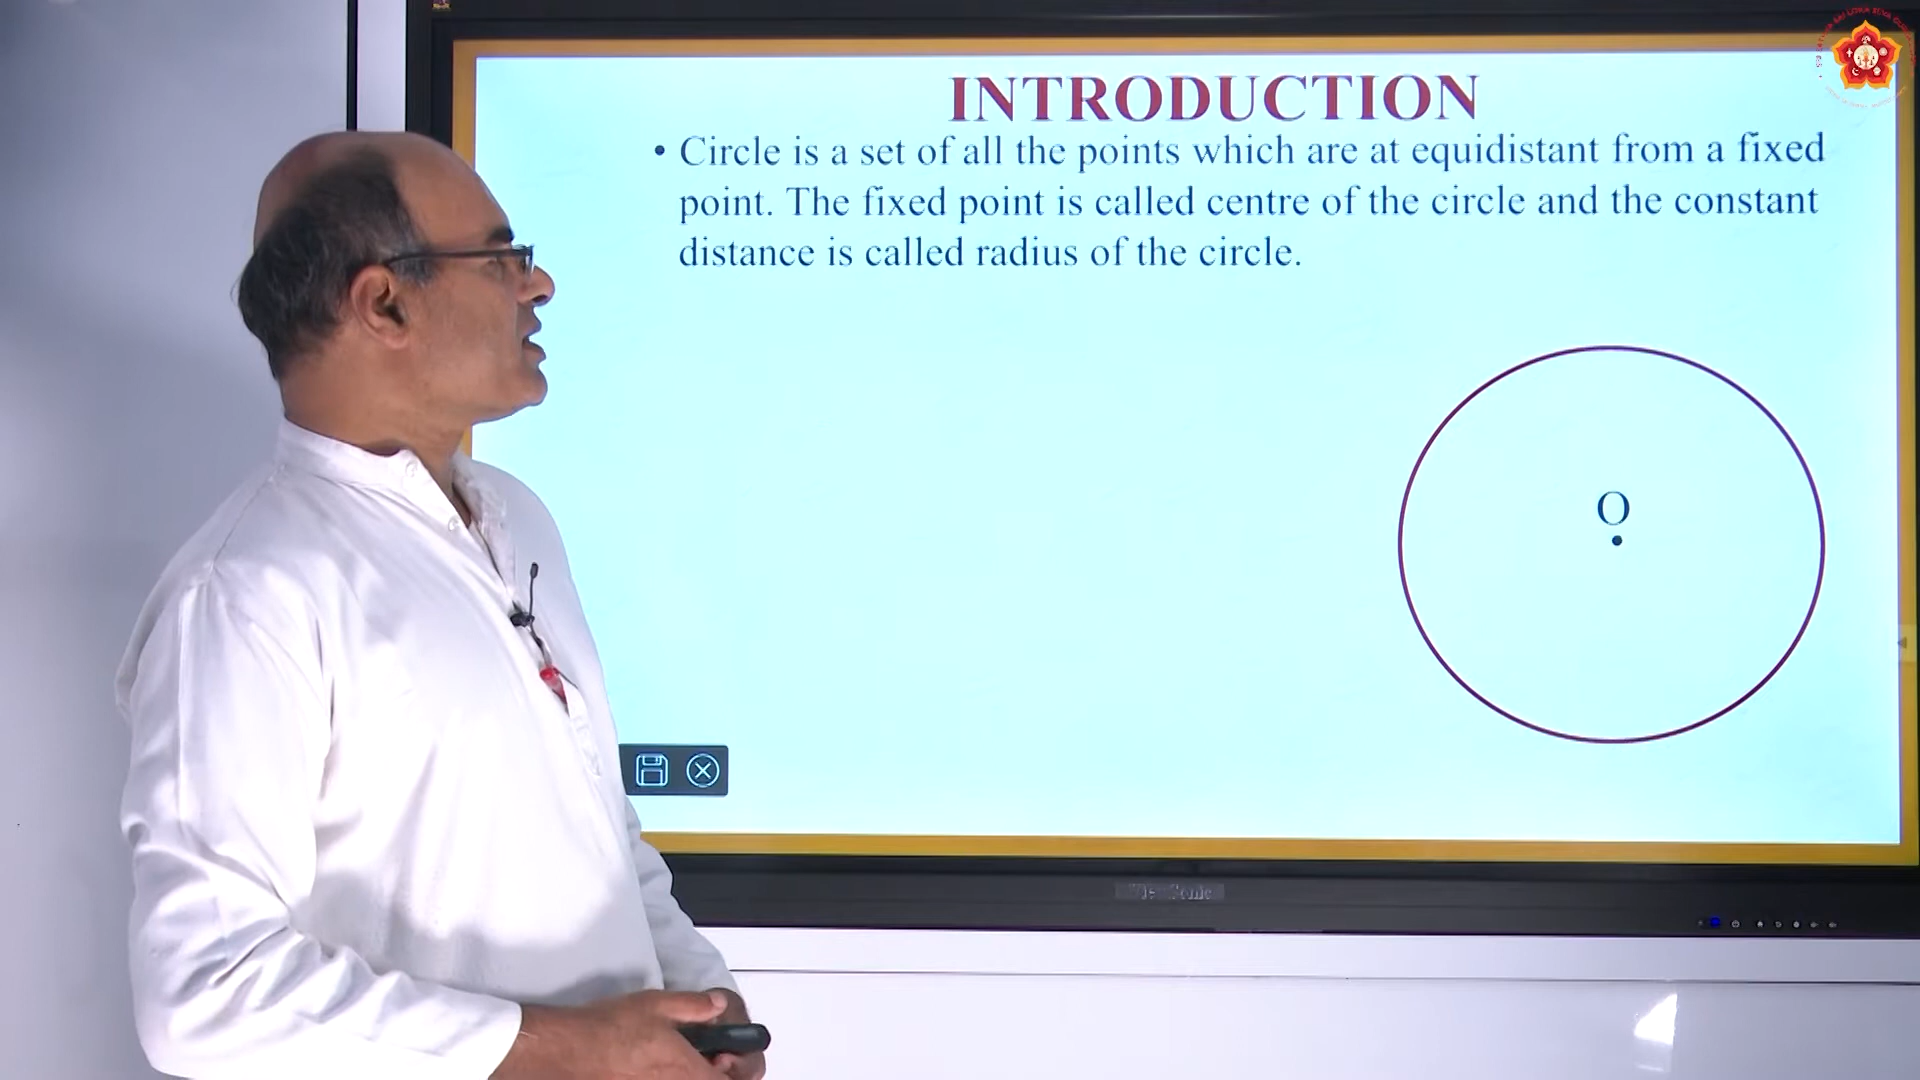 INTRODUCTION
• Circle is a set of all the points which are at equidistant from a fixed
point. The fixed point is called centre of the circle and the constant
distance is called radius of the circle.
O